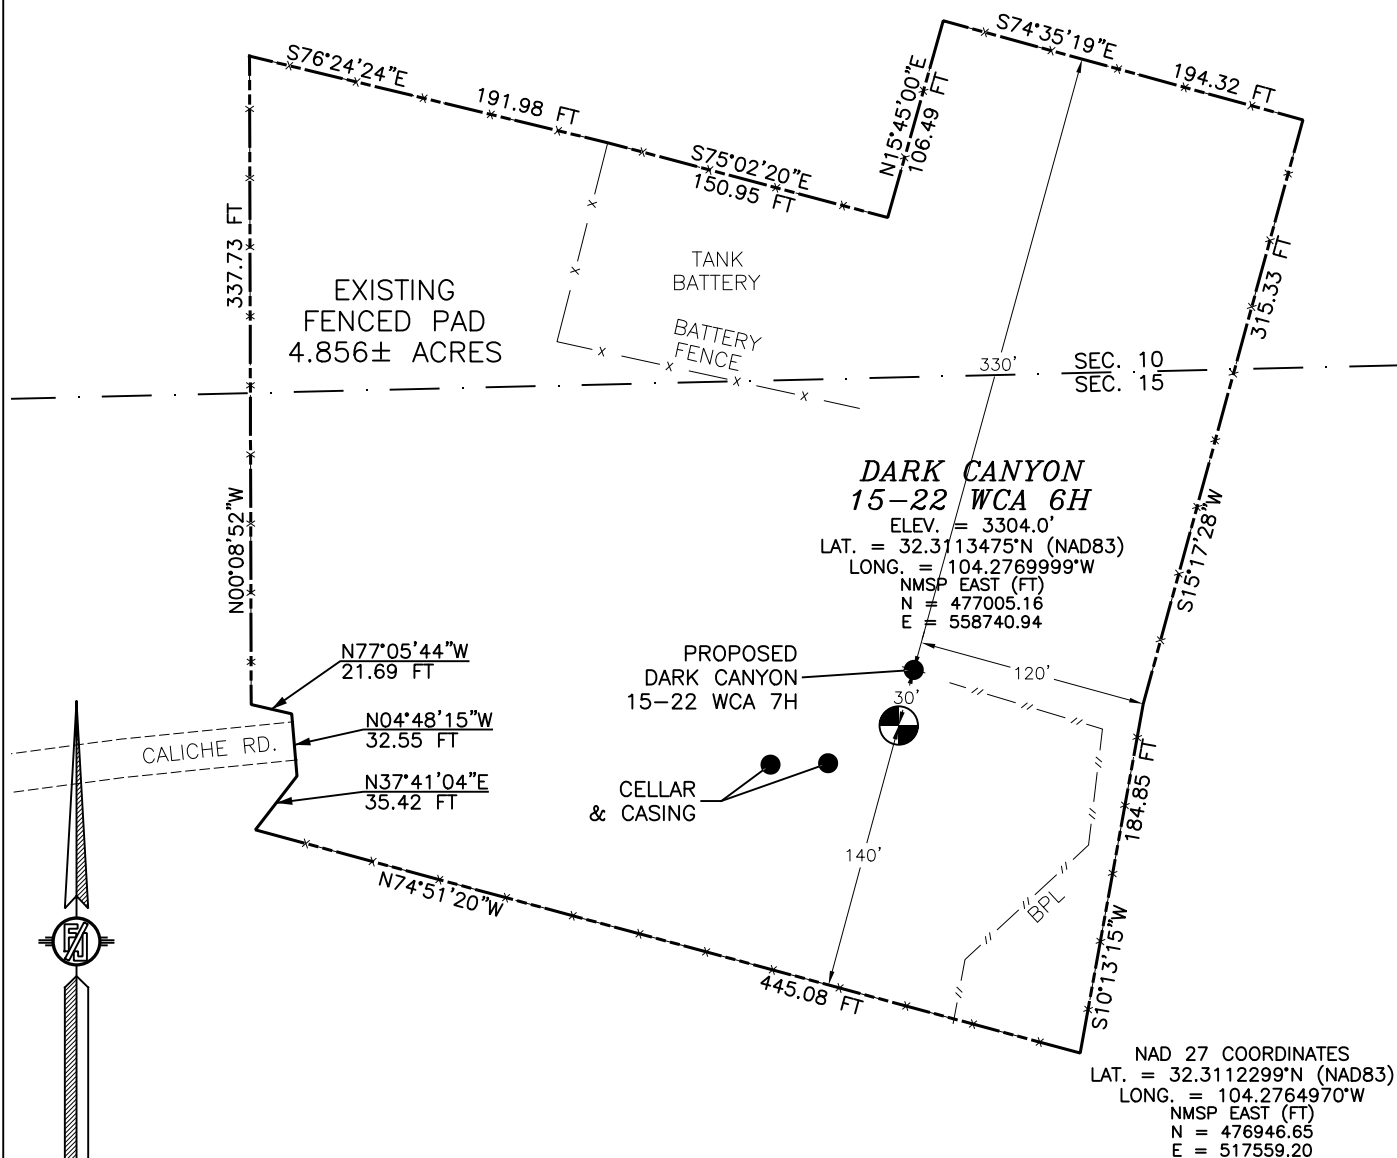 S74°35'19"E
194.32 FT
S76°24'24"E
191.98 FT
N15°45'00"E
106.49 FT
S75°02'20"E
150.95 FT
337.73 FT
N00°08'52"W
TANK
BATTERY
EXISTING
FENCED PAD
4.856± ACRES
BATTERY
FENCE
315.33 FT
S15°17'28"W
330'
SEC. 10
SEC. 15
DARK CANYON
15-22 WCA 6H
ELEV. = 3304.0'
LAT. = 32.3113475°N (NAD83)
LONG. = 104.2769999°W
NMSP EAST (FT)
N = 477005.16
E = 558740.94
N77°05'44"W
21.69 FT
PROPOSED
DARK CANYON
15-22 WCA 7H
120'
30'
N04°48'15"W
32.55 FT
CALICHE RD.
N37°41'04"E
35.42 FT
CELLAR
& CASING
184.85 FT
S10°13'15"W
140'
N74°51'20"W
445.08 FT
BPL
NAD 27 COORDINATES
LAT. = 32.3112299°N (NAD83)
LONG. = 104.2764970°W
NMSP EAST (FT)
N = 476946.65
E = 517559.20